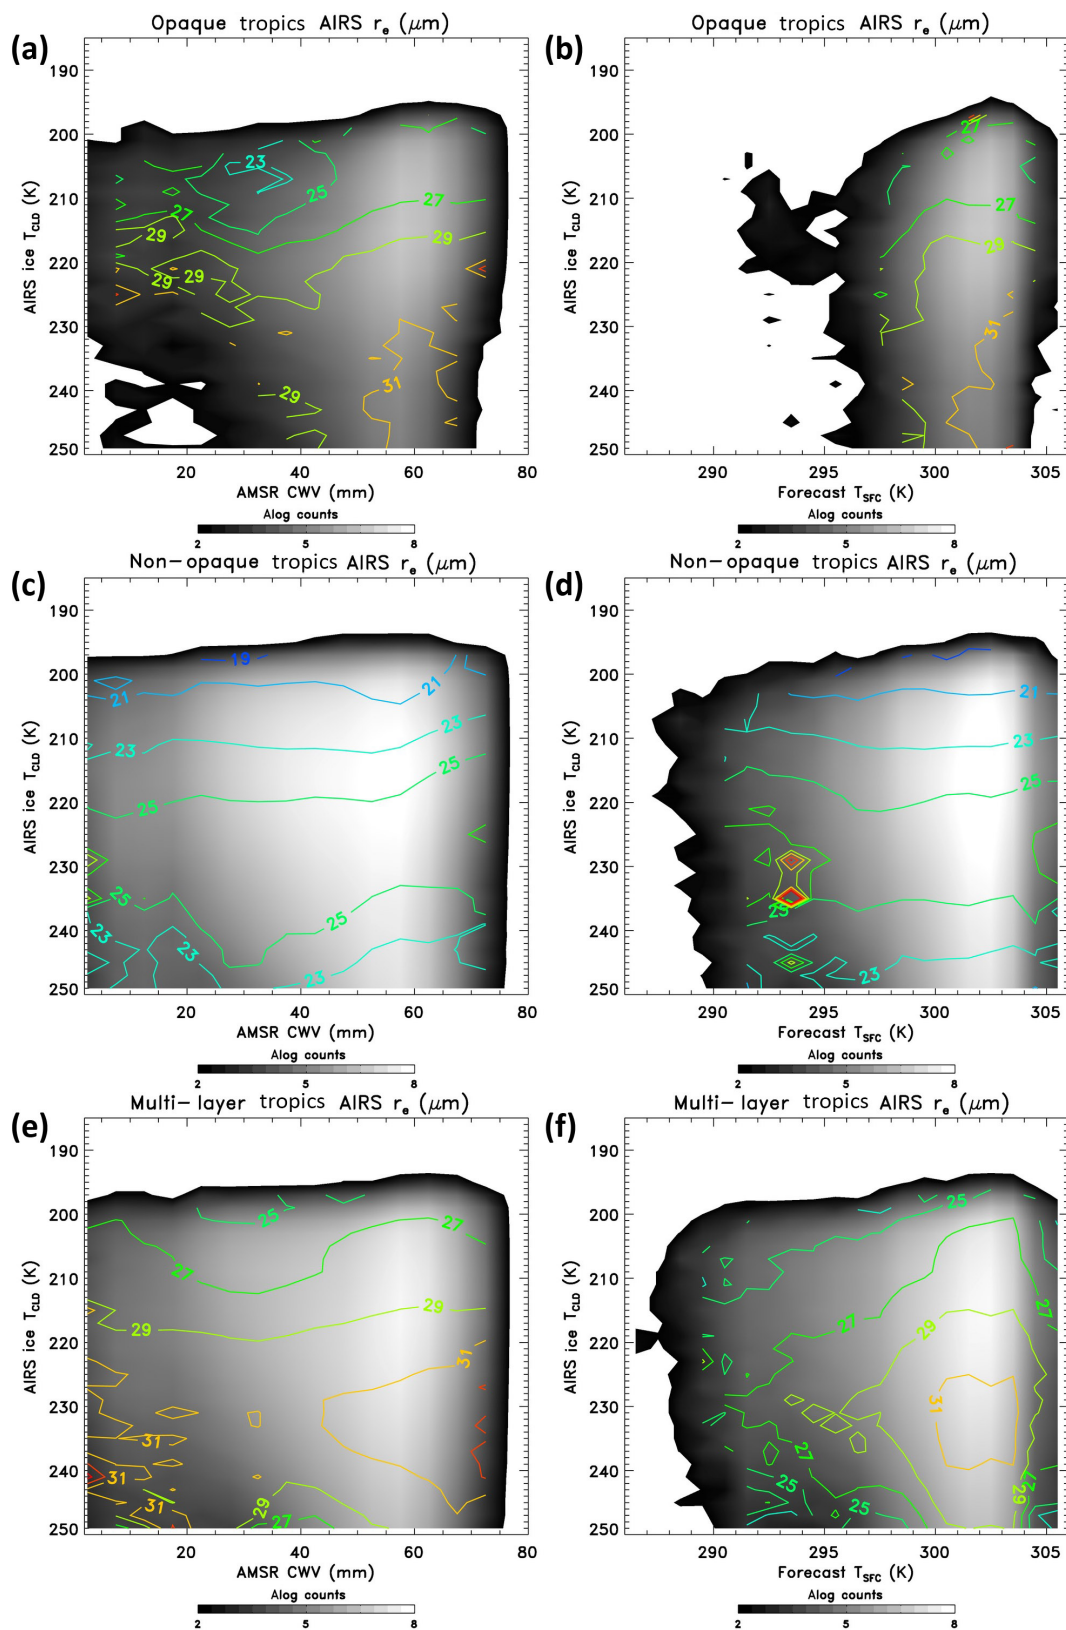 (a) Opaque tropics AIRS re (μm)
190
200
210
220
230
240
250
AIRS ice TCLD (K)
23
25
27
27
29
29
29
29
31
20 40 60 80
AMSR CWV (mm)
Alog counts
2 5 8
(b) Opaque tropics AIRS re (μm)
190
200
210
220
230
240
250
AIRS ice TCLD (K)
27
27
29
31
290 295 300 305
Forecast TSFC (K)
Alog counts
2 5 8
(c) Non-opaque tropics AIRS re (μm)
190
200
210
220
230
240
250
AIRS ice TCLD (K)
19
21
21
23
23
25
25
25
25
23
23
23
20 40 60 80
AMSR CWV (mm)
Alog counts
2 5 8
(d) Non-opaque tropics AIRS re (μm)
190
200
210
220
230
240
250
AIRS ice TCLD (K)
21
23
25
25
23
290 295 300 305
Forecast TSFC (K)
Alog counts
2 5 8
(e) Multi-layer tropics AIRS re (μm)
190
200
210
220
230
240
250
AIRS ice TCLD (K)
25
27
27
29
29
31
31
31
31
29
27
20 40 60 80
AMSR CWV (mm)
Alog counts
2 5 8
(f) Multi-layer tropics AIRS re (μm)
190
200
210
220
230
240
250
AIRS ice TCLD (K)
25
27
27
29
31
27
25
25
27
29
290 295 300 305
Forecast TSFC (K)
Alog counts
2 5 8